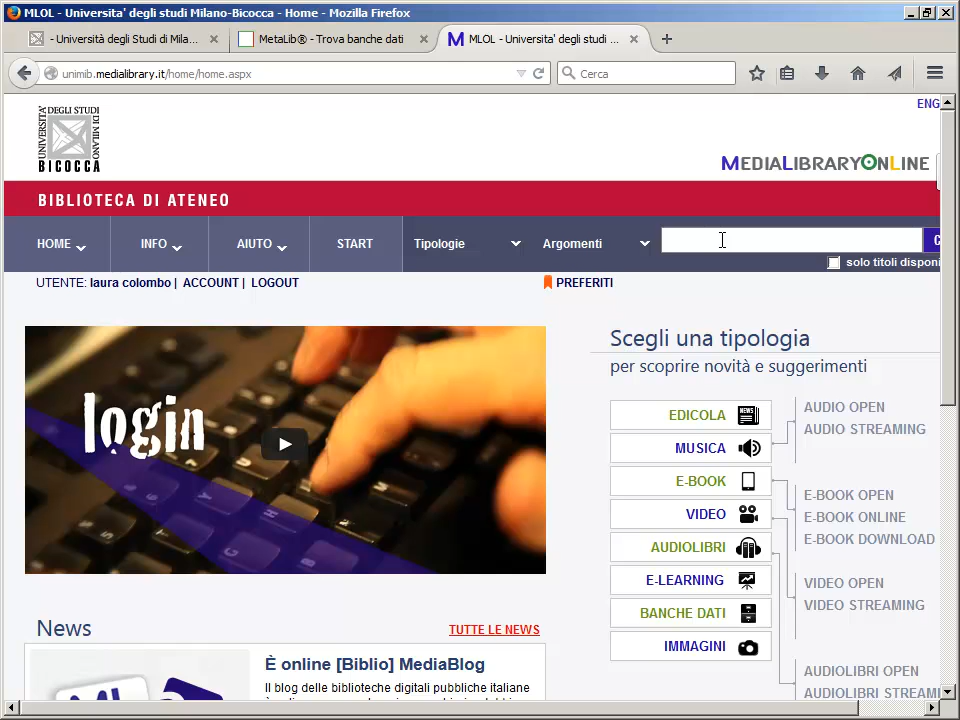 MLOL - Universita' degli studi Milano-Bicocca - Home - Mozilla Firefox
- Università degli Studi di Mila...
MetaLib® - Trova banche dati
MLOL - Universita' degli studi ...
unimib.medialibrary.it/home/home.aspx
Cerca
ENG
UNIVERSITA' DEGLI STUDI DI MILANO
BICOCCA
MEDIALIBRARYONLINE
BIBLIOTECA DI ATENEO
HOME
INFO
AIUTO
START
Tipologie
Argomenti
C
solo titoli disponi
UTENTE: laura colombo | ACCOUNT | LOGOUT
PREFERITI
login
Scegli una tipologia
per scoprire novità e suggerimenti
EDICOLA
NEWS
MUSICA
E-BOOK
VIDEO
AUDIOLIBRI
E-LEARNING
BANCHE DATI
IMMAGINI
AUDIO OPEN
AUDIO STREAMING
E-BOOK OPEN
E-BOOK ONLINE
E-BOOK DOWNLOAD
VIDEO OPEN
VIDEO STREAMING
AUDIOLIBRI OPEN
AUDIOLIBRI STREAMI
News
TUTTE LE NEWS
È online [Biblio] MediaBlog
Il blog delle biblioteche digitali pubbliche italiane